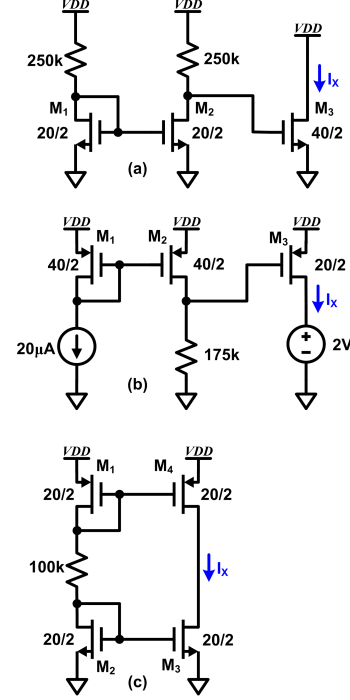 VDD VDD VDD
250k 250k Iₓ
M₁ M₂ M₃
20/2 20/2 40/2
(a)
VDD VDD VDD
M₁ M₂ M₃
40/2 40/2 20/2
Iₓ
20μA 175k + − 2V
(b)
VDD VDD
M₁ M₄
20/2 20/2
100k Iₓ
20/2 20/2
M₂ M₃
(c)